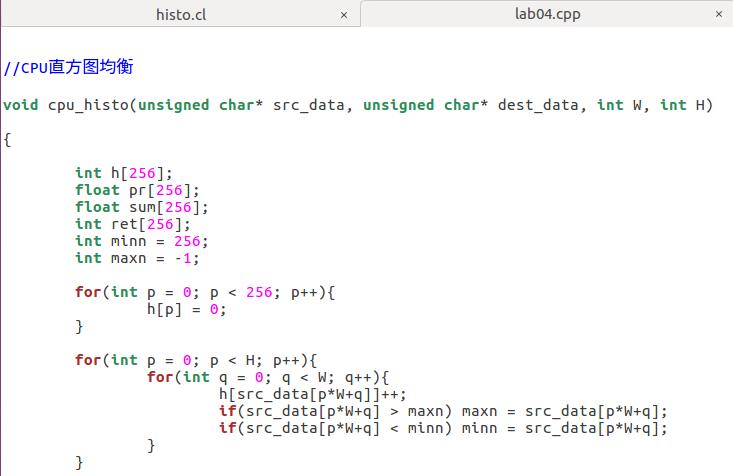 histo.cl × lab04.cpp ×
//CPU直方图均衡
void cpu_histo(unsigned char* src_data, unsigned char* dest_data, int W, int H)
{
int h[256];
float pr[256];
float sum[256];
int ret[256];
int minn = 256;
int maxn = -1;
for(int p = 0; p < 256; p++){
h[p] = 0;
}
for(int p = 0; p < H; p++){
for(int q = 0; q < W; q++){
h[src_data[p*W+q]]++;
if(src_data[p*W+q] > maxn) maxn = src_data[p*W+q];
if(src_data[p*W+q] < minn) minn = src_data[p*W+q];
}
}